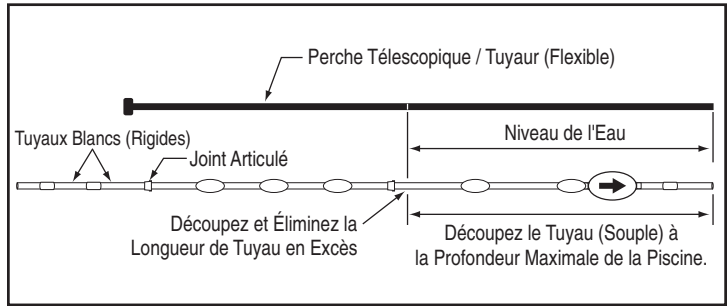 Perche Télescopique / Tuyaur (Flexible)
Niveau de l'Eau
Tuyaux Blancs (Rigides)
Joint Articulé
Découpez et Éliminez la
Longueur de Tuyau en Excès
Découpez le Tuyau (Souple) à
la Profondeur Maximale de la Piscine.